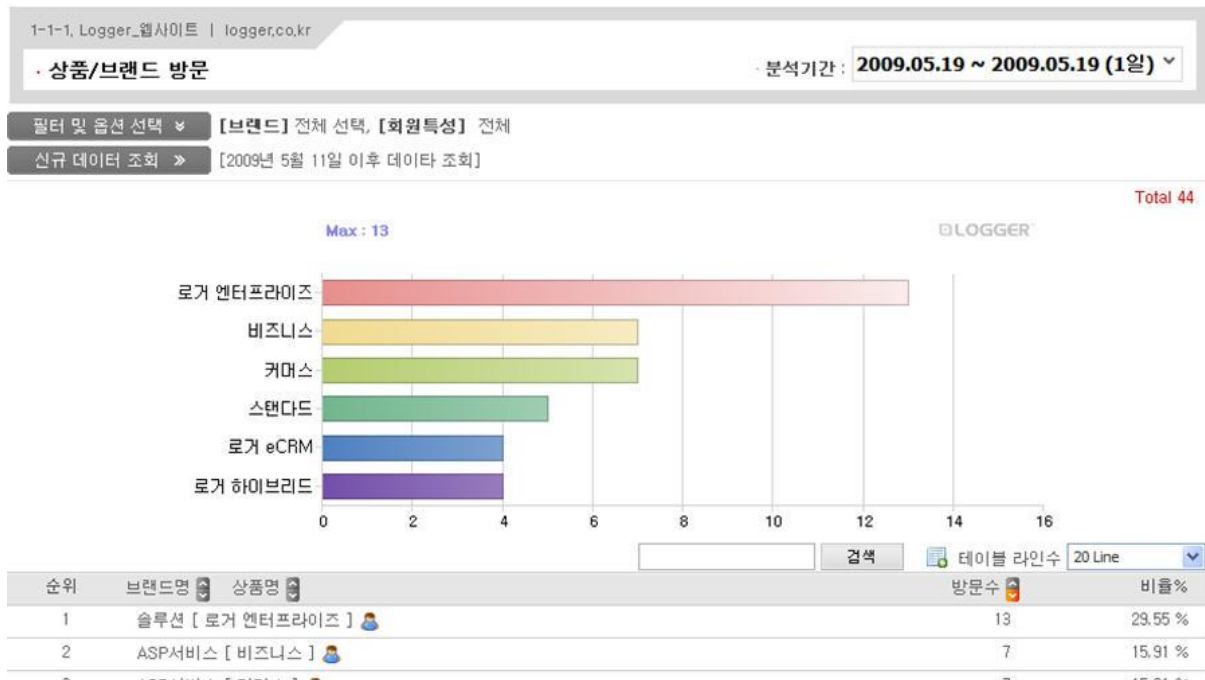 1-1-1, Logger_웹사이트 | logger.co.kr
· 상품/브랜드 방문
· 분석기간 : 2009.05.19 ~ 2009.05.19 (1일)
필터 및 옵션 선택 [브랜드] 전체 선택, [회원특성] 전체
신규 데이터 조회 [2009년 5월 11일 이후 데이타 조회]
Total 44
Max : 13
LOGGER
로거 엔터프라이즈
비즈니스
커머스
스탠다드
로거 eCRM
로거 하이브리드
0 2 4 6 8 10 12 14 16
검색 테이블 라인수 20 Line
순위 브랜드명 상품명 방문수 비율%
1 솔루션 [ 로거 엔터프라이즈 ] 13 29.55 %
2 ASP서비스 [ 비즈니스 ] 7 15.91 %